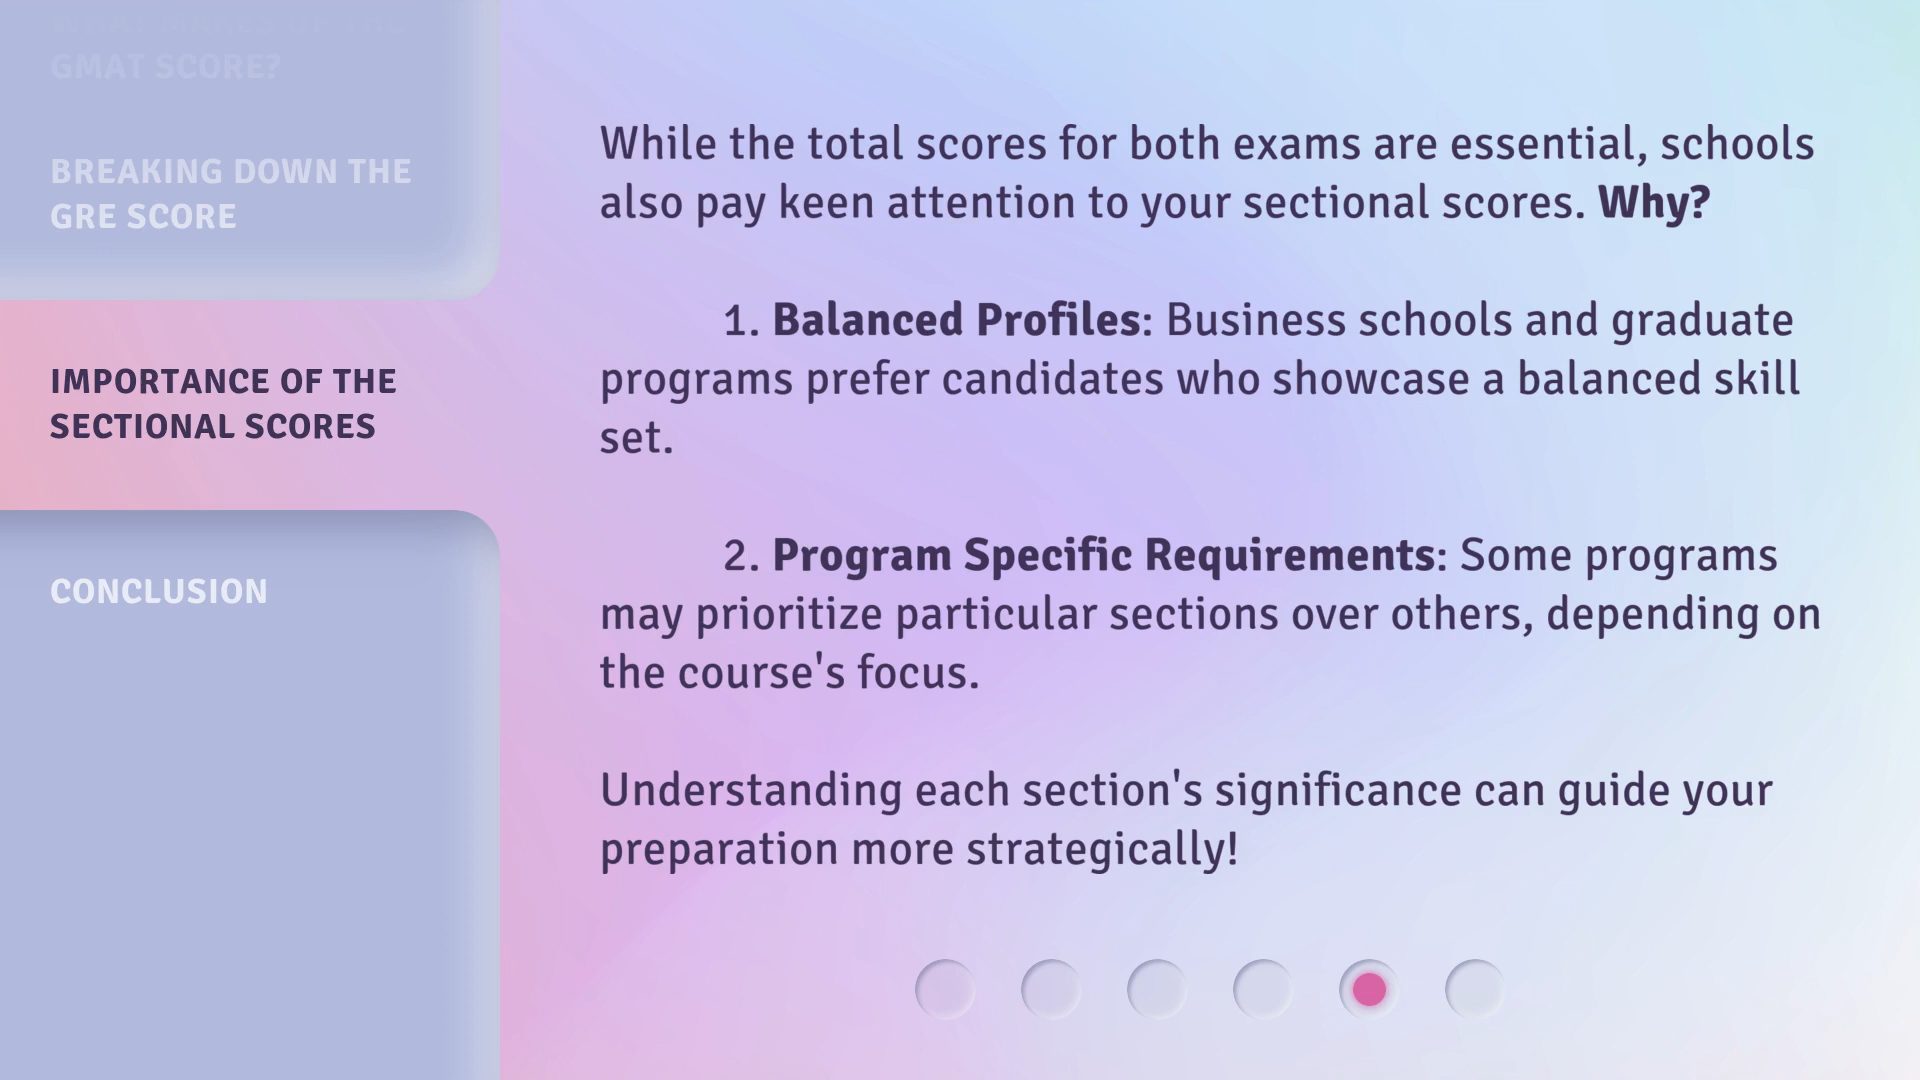 GMAT SCORE?
BREAKING DOWN THE
GRE SCORE
IMPORTANCE OF THE
SECTIONAL SCORES
CONCLUSION
While the total scores for both exams are essential, schools
also pay keen attention to your sectional scores. Why?
1. Balanced Profiles: Business schools and graduate
programs prefer candidates who showcase a balanced skill
set.
2. Program Specific Requirements: Some programs
may prioritize particular sections over others, depending on
the course's focus.
Understanding each section's significance can guide your
preparation more strategically!